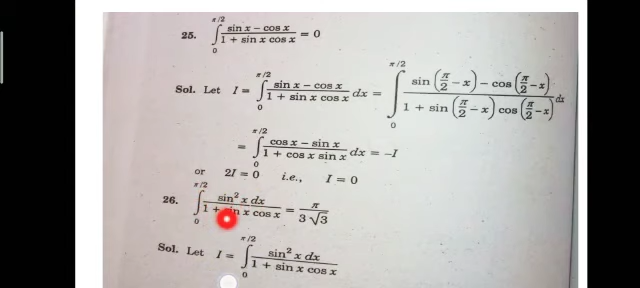 25. ∫₀^{π/2} (sin x − cos x)/(1 + sin x cos x) = 0
Sol. Let I = ∫₀^{π/2} (sin x − cos x)/(1 + sin x cos x) dx = ∫₀^{π/2} (sin (π/2 − x) − cos (π/2 − x))/(1 + sin (π/2 − x) cos (π/2 − x)) dx
= ∫₀^{π/2} (cos x − sin x)/(1 + cos x sin x) dx = −I
or 2I = 0 i.e., I = 0
26. ∫₀^{π/2} (sin² x dx)/(1 + sin x cos x) = π/(3√3)
Sol. Let I = ∫₀^{π/2} (sin² x dx)/(1 + sin x cos x)